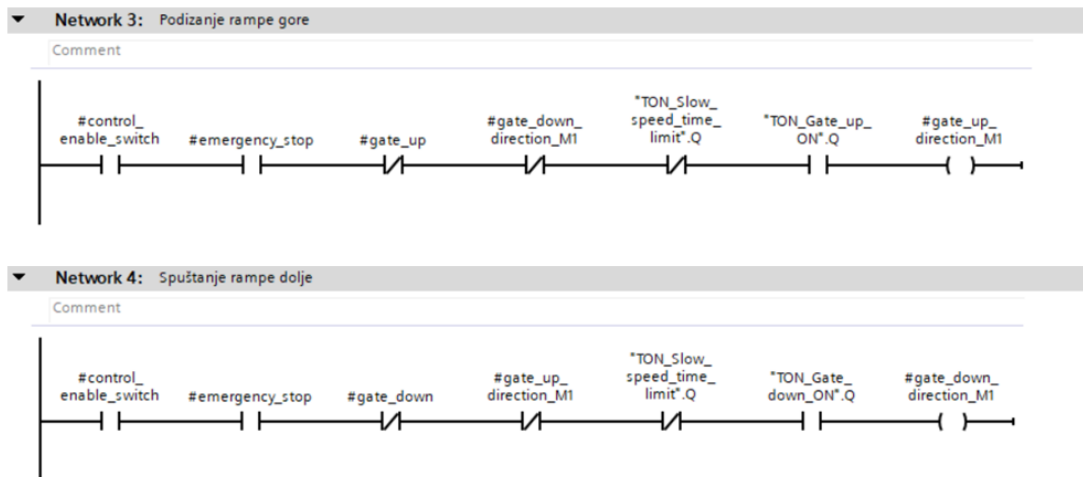 Network 3: Podizanje rampe gore
Comment
#control_
enable_switch
#emergency_stop
#gate_up
#gate_down_
direction_M1
"TON_Slow_
speed_time_
limit".Q
"TON_Gate_up_
ON".Q
#gate_up_
direction_M1
Network 4: Spuštanje rampe dolje
Comment
#control_
enable_switch
#emergency_stop
#gate_down
#gate_up_
direction_M1
"TON_Slow_
speed_time_
limit".Q
"TON_Gate_
down_ON".Q
#gate_down_
direction_M1